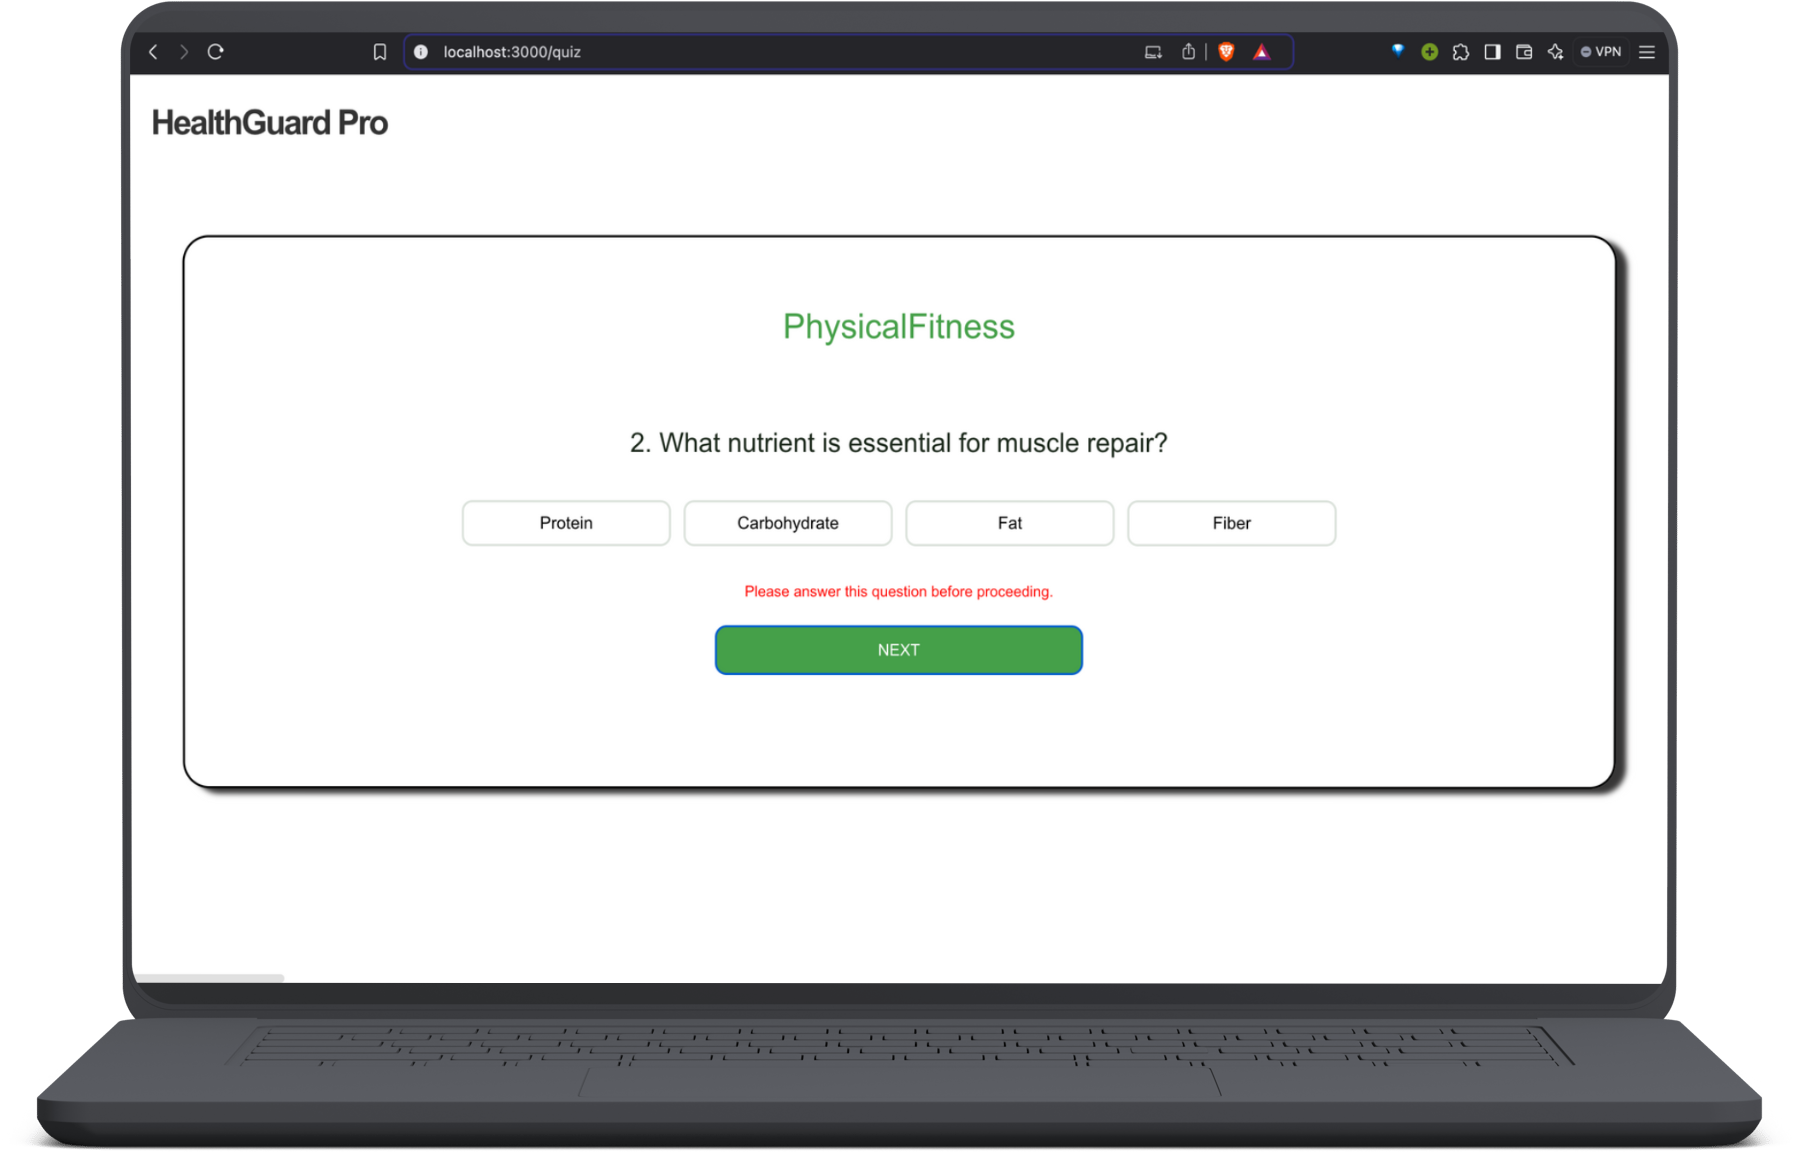 localhost:3000/quiz
VPN
HealthGuard Pro
PhysicalFitness
2. What nutrient is essential for muscle repair?
Protein
Carbohydrate
Fat
Fiber
Please answer this question before proceeding.
NEXT